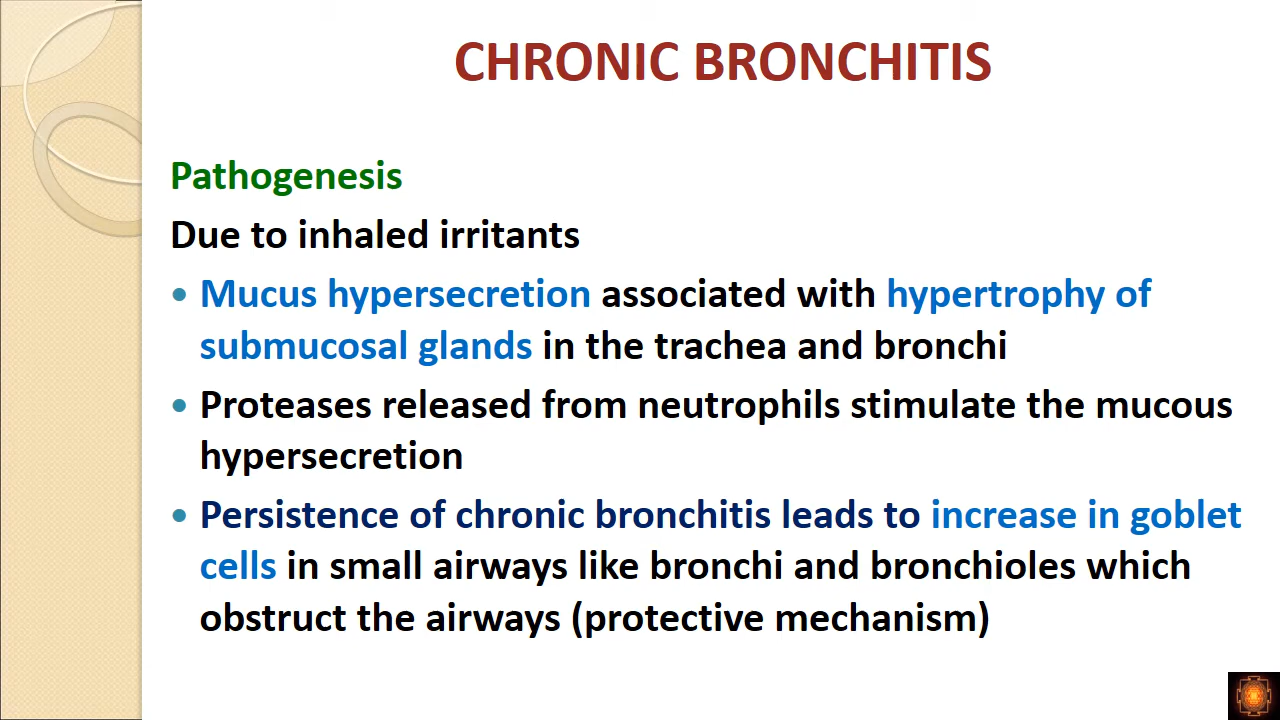 CHRONIC BRONCHITIS
Pathogenesis
Due to inhaled irritants
• Mucus hypersecretion associated with hypertrophy of
submucosal glands in the trachea and bronchi
• Proteases released from neutrophils stimulate the mucous
hypersecretion
• Persistence of chronic bronchitis leads to increase in goblet
cells in small airways like bronchi and bronchioles which
obstruct the airways (protective mechanism)